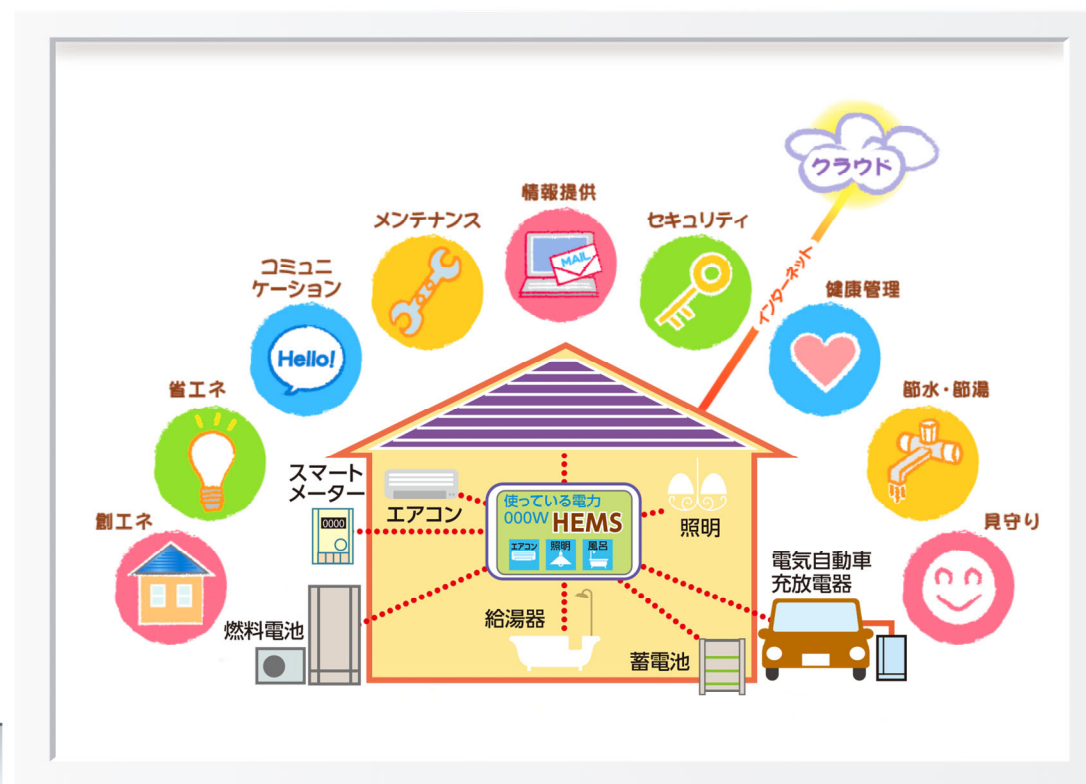 クラウド
インターネット
情報提供
メンテナンス
MAIL
セキュリティ
コミュニ
ケーション
Hello!
健康管理
省エネ
節水・節湯
創エネ
見守り
スマート
メーター
0000
エアコン
使っている電力
000W HEMS
エアコン
照明
風呂
照明
燃料電池
給湯器
蓄電池
電気自動車
充放電器